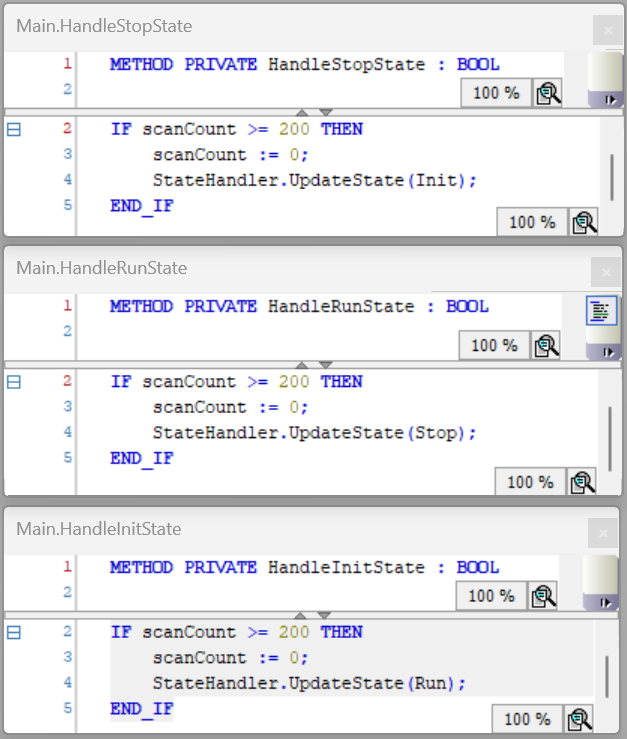 Main.HandleStopState
1 METHOD PRIVATE HandleStopState : BOOL
2
100 %
2 IF scanCount >= 200 THEN
3 scanCount := 0;
4 StateHandler.UpdateState(Init);
5 END_IF
100 %
Main.HandleRunState
1 METHOD PRIVATE HandleRunState : BOOL
2
100 %
2 IF scanCount >= 200 THEN
3 scanCount := 0;
4 StateHandler.UpdateState(Stop);
5 END_IF
100 %
Main.HandleInitState
1 METHOD PRIVATE HandleInitState : BOOL
2
100 %
2 IF scanCount >= 200 THEN
3 scanCount := 0;
4 StateHandler.UpdateState(Run);
5 END_IF
100 %